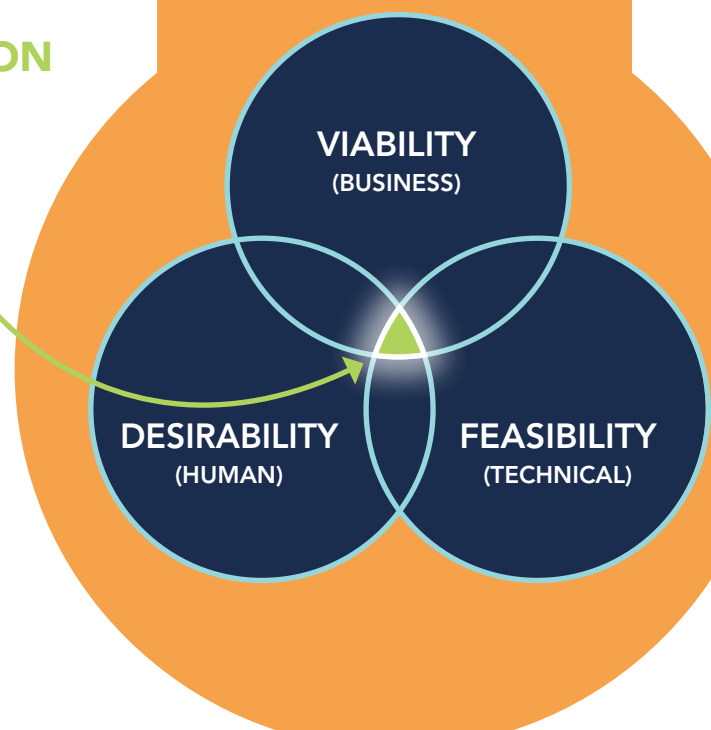 ON
VIABILITY
(BUSINESS)
DESIRABILITY
(HUMAN)
FEASIBILITY
(TECHNICAL)